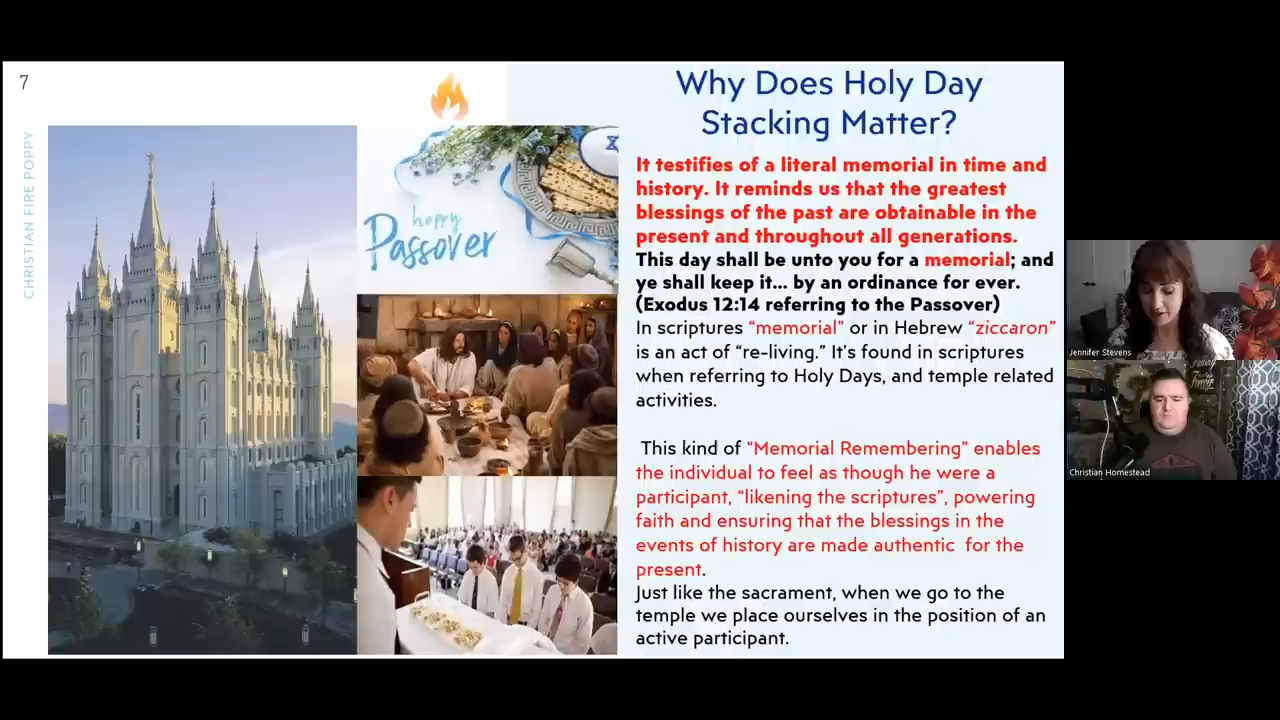 7
CHRISTIAN FIRE POPPY
happy
Passover
Why Does Holy Day
Stacking Matter?
It testifies of a literal memorial in time and
history. It reminds us that the greatest
blessings of the past are obtainable in the
present and throughout all generations.
This day shall be unto you for a memorial; and
ye shall keep it... by an ordinance for ever.
(Exodus 12:14 referring to the Passover)
In scriptures “memorial” or in Hebrew “ziccaron”
is an act of “re-living.” It’s found in scriptures
when referring to Holy Days, and temple related
activities.
This kind of “Memorial Remembering” enables
the individual to feel as though he were a
participant, “likening the scriptures”, powering
faith and ensuring that the blessings in the
events of history are made authentic for the
present.
Just like the sacrament, when we go to the
temple we place ourselves in the position of an
active participant.
Jennifer Stevens
Christian Homestead